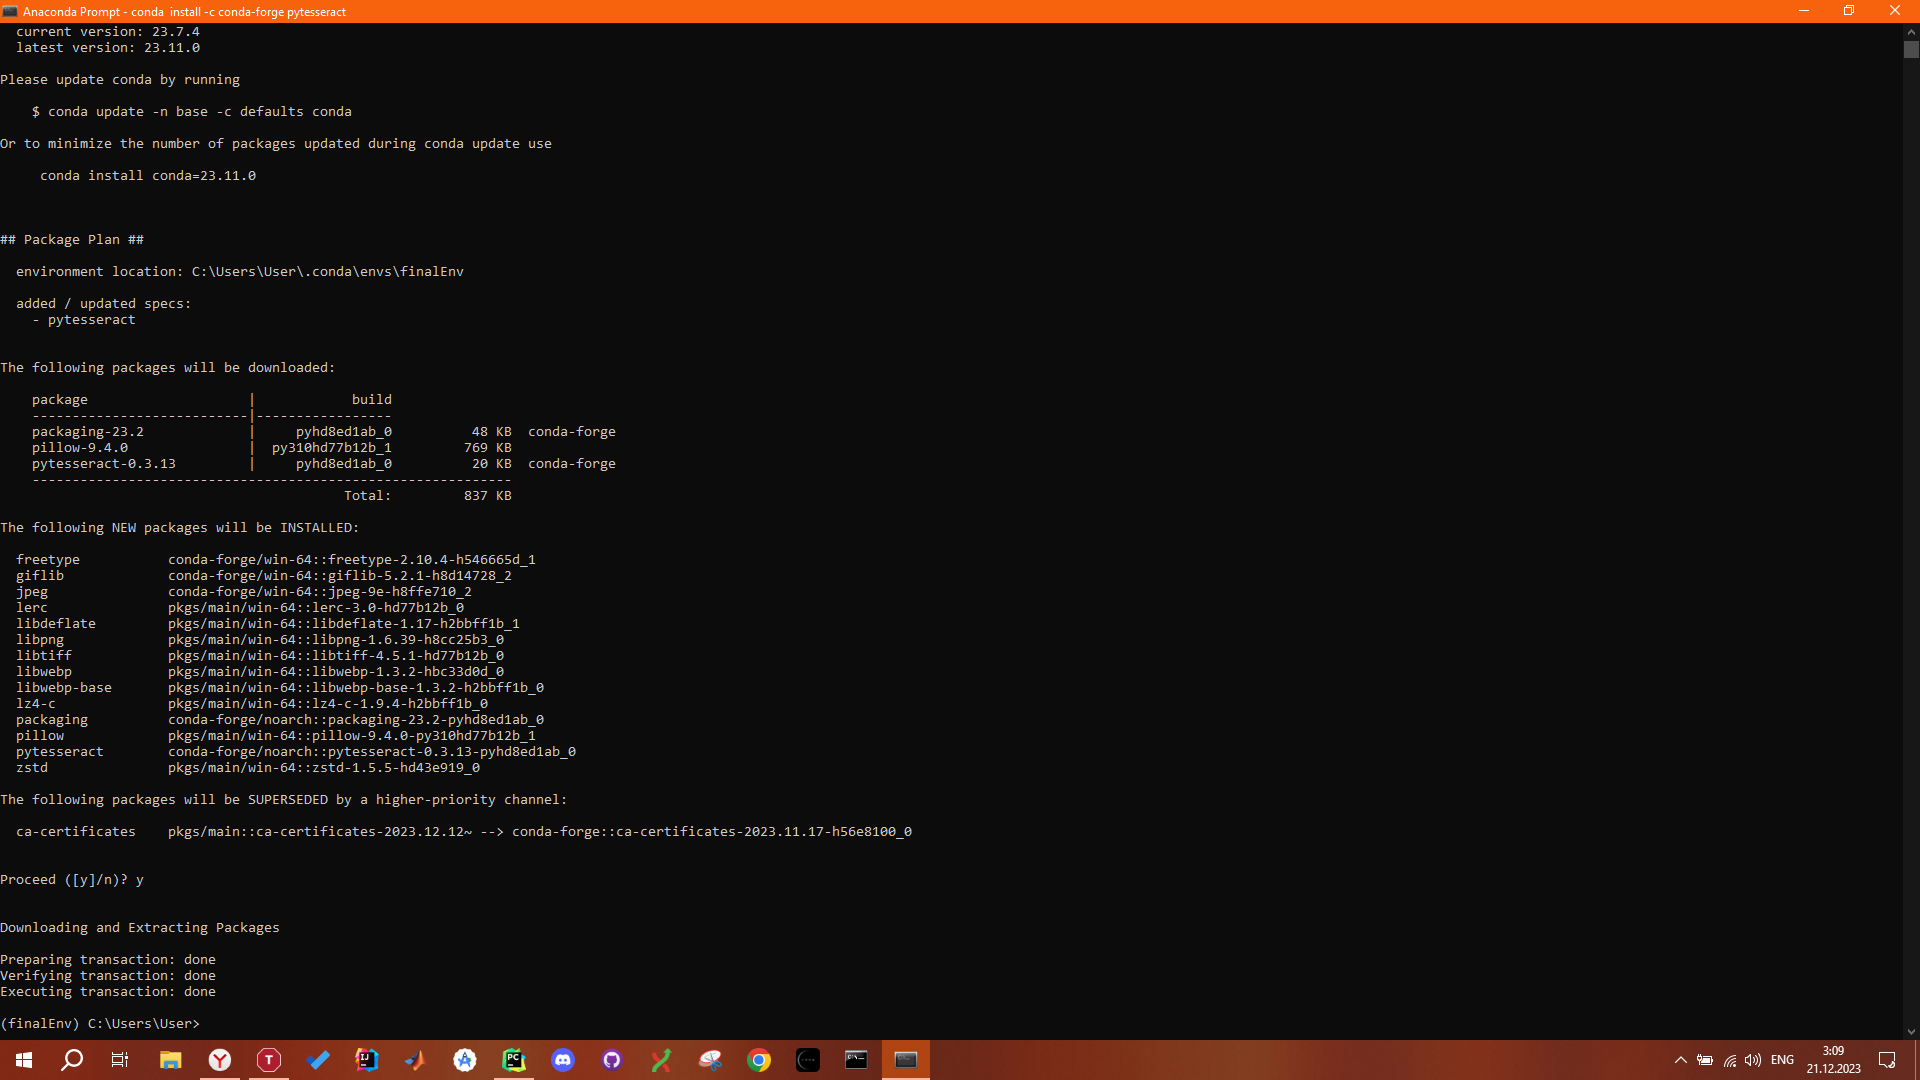 Anaconda Prompt - conda  install -c conda-forge pytesseract
  current version: 23.7.4
  latest version: 23.11.0
Please update conda by running
    $ conda update -n base -c defaults conda
Or to minimize the number of packages updated during conda update use
     conda install conda=23.11.0
## Package Plan ##
  environment location: C:\Users\User\.conda\envs\finalEnv
  added / updated specs:
    - pytesseract
The following packages will be downloaded:
    package                    |            build
    ---------------------------|-----------------
    packaging-23.2             |     pyhd8ed1ab_0          48 KB  conda-forge
    pillow-9.4.0               |  py310hd77b12b_1         769 KB
    pytesseract-0.3.13         |     pyhd8ed1ab_0          20 KB  conda-forge
    ------------------------------------------------------------
                                           Total:         837 KB
The following NEW packages will be INSTALLED:
  freetype           conda-forge/win-64::freetype-2.10.4-h546665d_1
  giflib             conda-forge/win-64::giflib-5.2.1-h8d14728_2
  jpeg               conda-forge/win-64::jpeg-9e-h8ffe710_2
  lerc               pkgs/main/win-64::lerc-3.0-hd77b12b_0
  libdeflate         pkgs/main/win-64::libdeflate-1.17-h2bbff1b_1
  libpng             pkgs/main/win-64::libpng-1.6.39-h8cc25b3_0
  libtiff            pkgs/main/win-64::libtiff-4.5.1-hd77b12b_0
  libwebp            pkgs/main/win-64::libwebp-1.3.2-hbc33d0d_0
  libwebp-base       pkgs/main/win-64::libwebp-base-1.3.2-h2bbff1b_0
  lz4-c              pkgs/main/win-64::lz4-c-1.9.4-h2bbff1b_0
  packaging          conda-forge/noarch::packaging-23.2-pyhd8ed1ab_0
  pillow             pkgs/main/win-64::pillow-9.4.0-py310hd77b12b_1
  pytesseract        conda-forge/noarch::pytesseract-0.3.13-pyhd8ed1ab_0
  zstd               pkgs/main/win-64::zstd-1.5.5-hd43e919_0
The following packages will be SUPERSEDED by a higher-priority channel:
  ca-certificates    pkgs/main::ca-certificates-2023.12.12~ --> conda-forge::ca-certificates-2023.11.17-h56e8100_0
Proceed ([y]/n)? y
Downloading and Extracting Packages
Preparing transaction: done
Verifying transaction: done
Executing transaction: done
(finalEnv) C:\Users\User>
ENG
3:09
21.12.2023